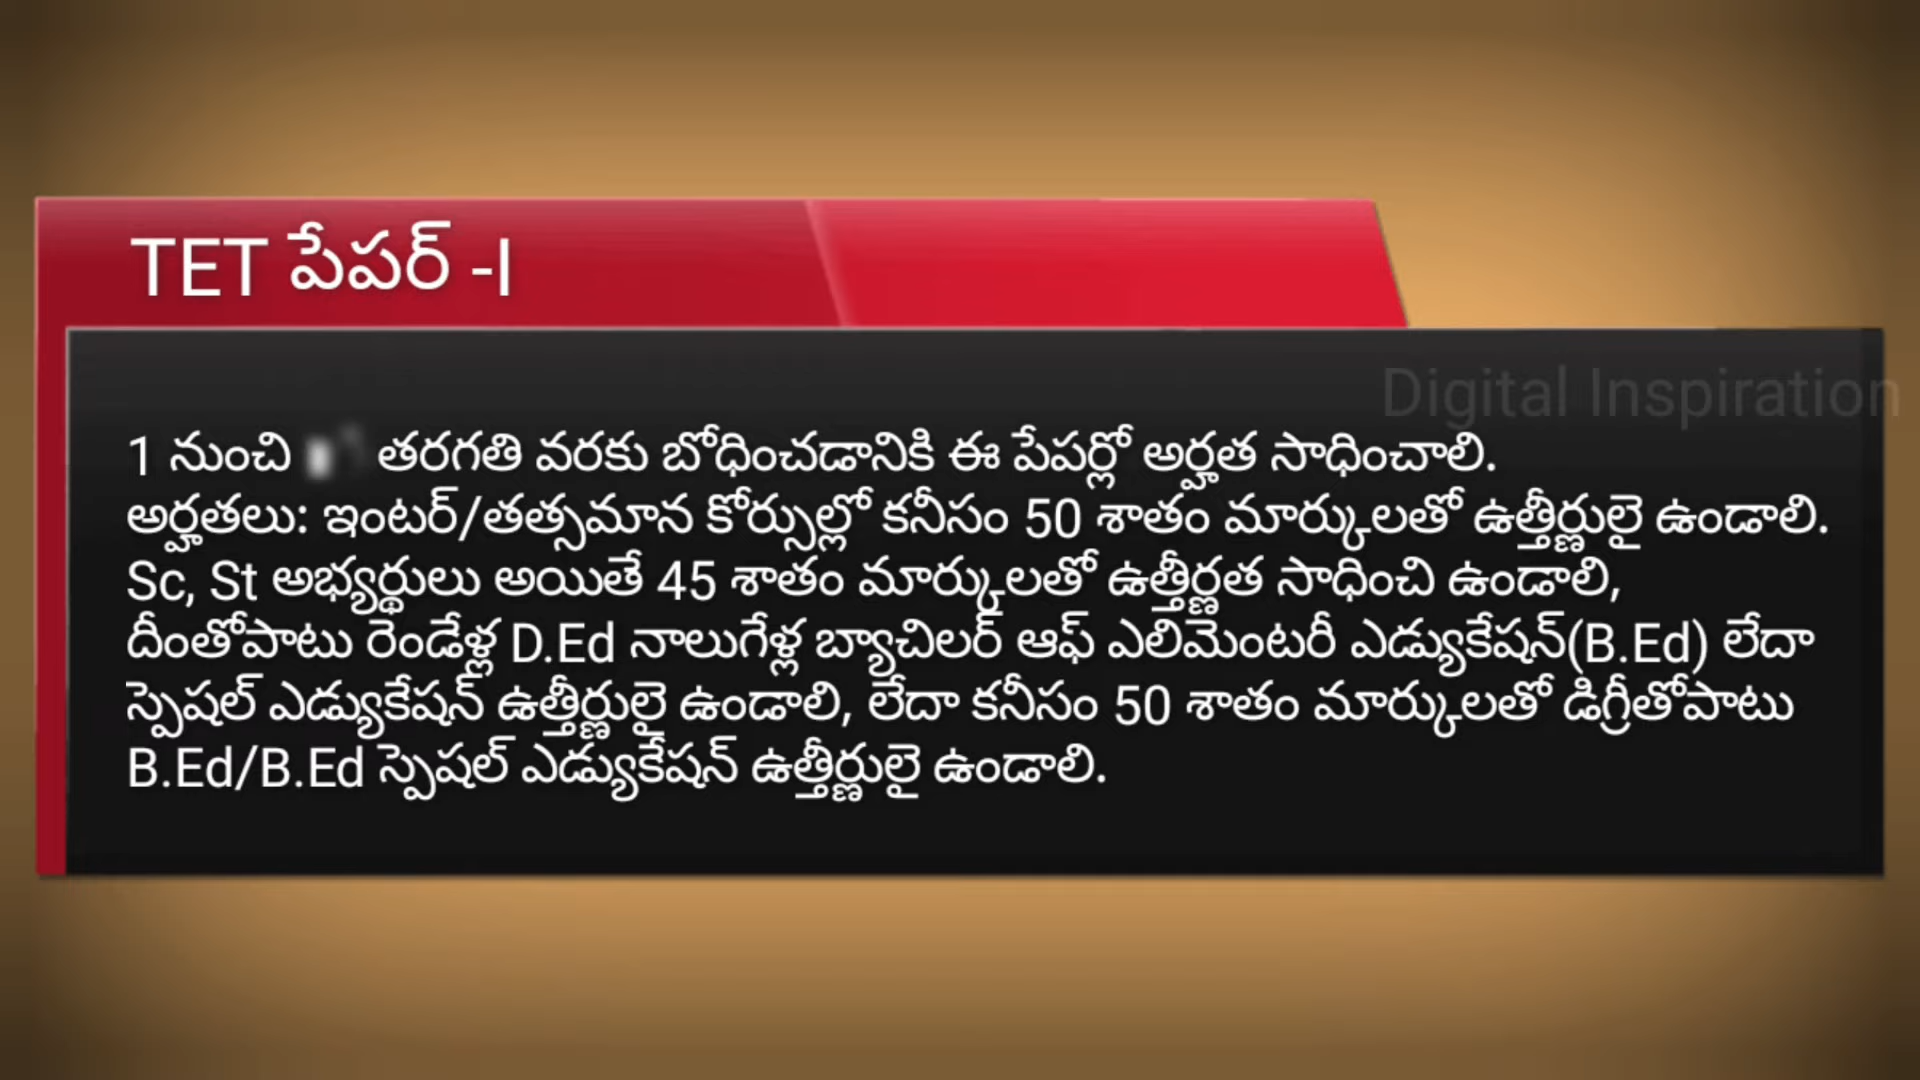 TET పేపర్ -I
Digital Inspiration
1 నుంచి తరగతి వరకు బోధించడానికి ఈ పేపర్లో అర్హత సాధించాలి.
అర్హతలు: ఇంటర్/తత్సమాన కోర్సుల్లో కనీసం 50 శాతం మార్కులతో ఉత్తీర్ణులై ఉండాలి.
Sc, St అభ్యర్థులు అయితే 45 శాతం మార్కులతో ఉత్తీర్ణత సాధించి ఉండాలి,
దీంతోపాటు రెండేళ్ల D.Ed నాలుగేళ్ల బ్యాచిలర్ ఆఫ్ ఎలిమెంటరీ ఎడ్యుకేషన్(B.Ed) లేదా
స్పెషల్ ఎడ్యుకేషన్ ఉత్తీర్ణులై ఉండాలి, లేదా కనీసం 50 శాతం మార్కులతో డిగ్రీతోపాటు
B.Ed/B.Ed స్పెషల్ ఎడ్యుకేషన్ ఉత్తీర్ణులై ఉండాలి.